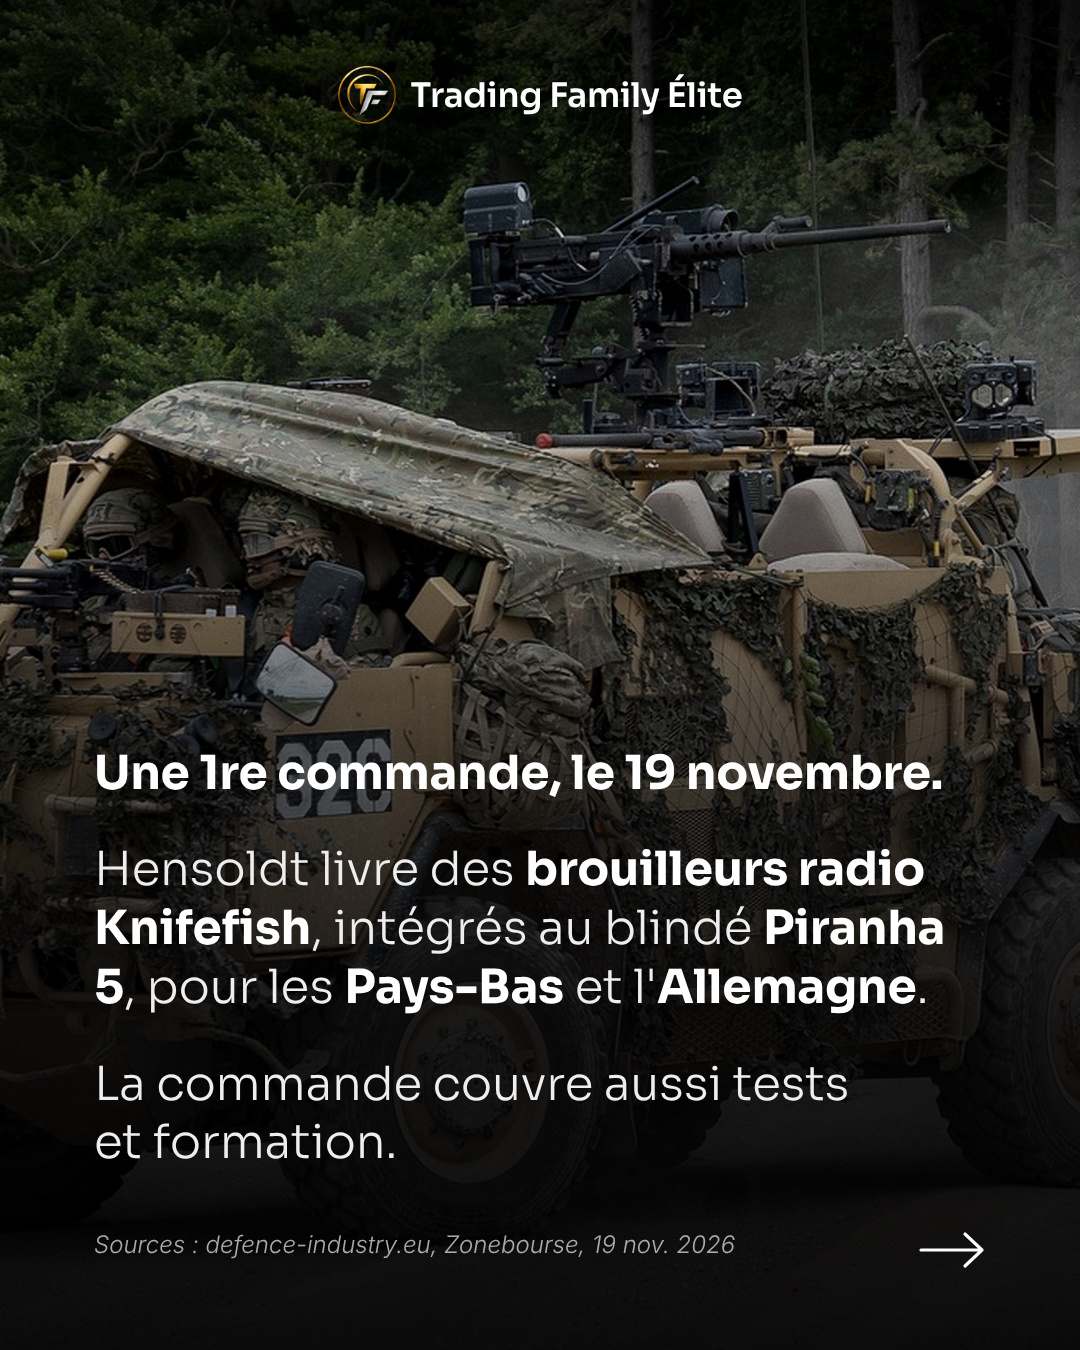 Trading Family Élite
Une 1re commande, le 19 novembre.
328
Hensoldt livre des brouilleurs radio
Knifefish, intégrés au blindé Piranha
5, pour les Pays-Bas et l'Allemagne.
La commande couvre aussi tests
et formation.
Sources : defence-industry.eu, Zonebourse, 19 nov. 2026